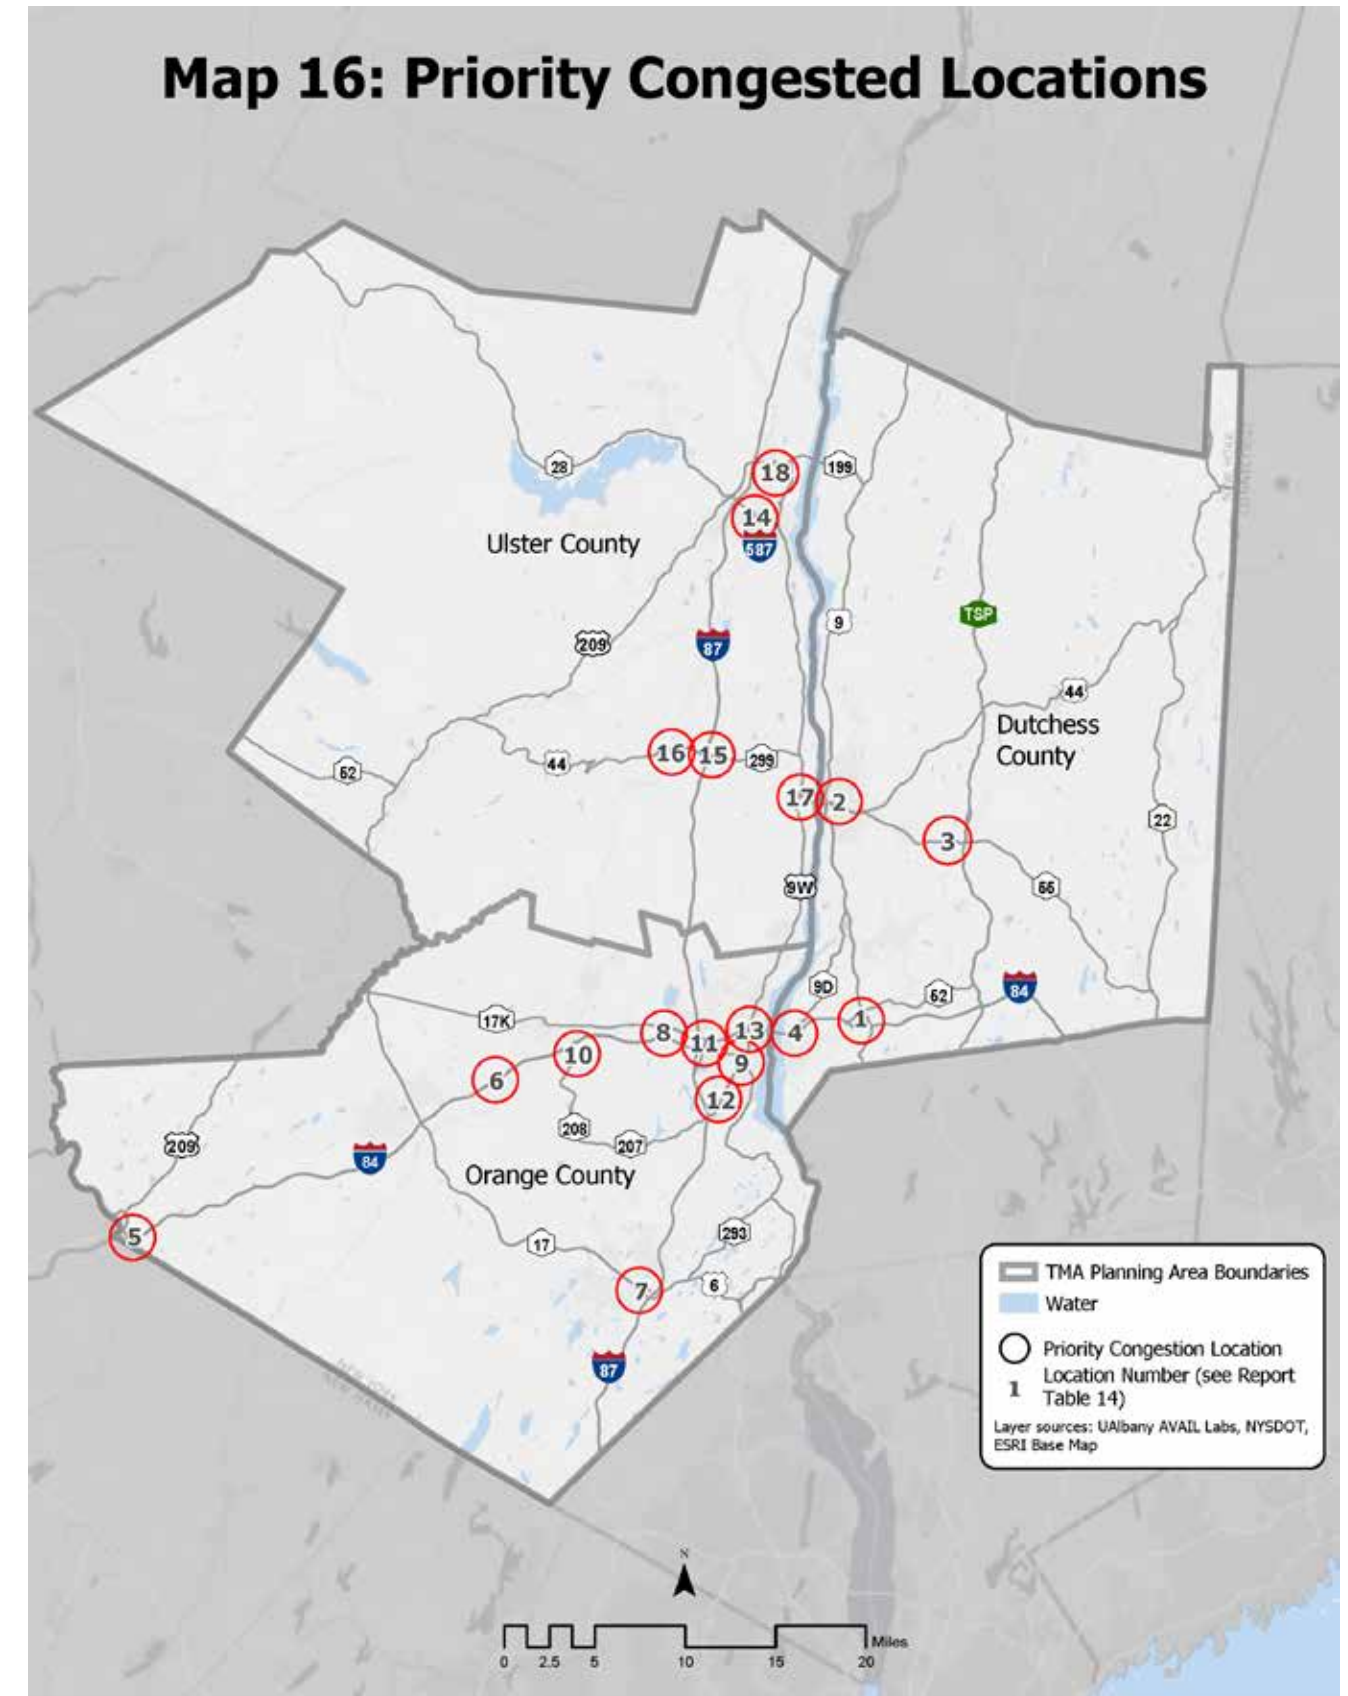 Map 16: Priority Congested Locations
18
199
28
14
587
Ulster County
TSP
9
209
87
44
Dutchess
County
16
15
299
44
52
17
2
22
3
55
9W
9D
84
52
17K
1
8
13
4
11
10
9
6
12
208
207
209
84
Orange County
293
5
17
6
7
87
NEW YORK
NEW JERSEY
TMA Planning Area Boundaries
Water
Priority Congestion Location
1
Location Number (see Report
Table 14)
Layer sources: UAlbany AVAIL Labs, NYSDOT,
ESRI Base Map
N
Miles
0 2.5 5 10 15 20